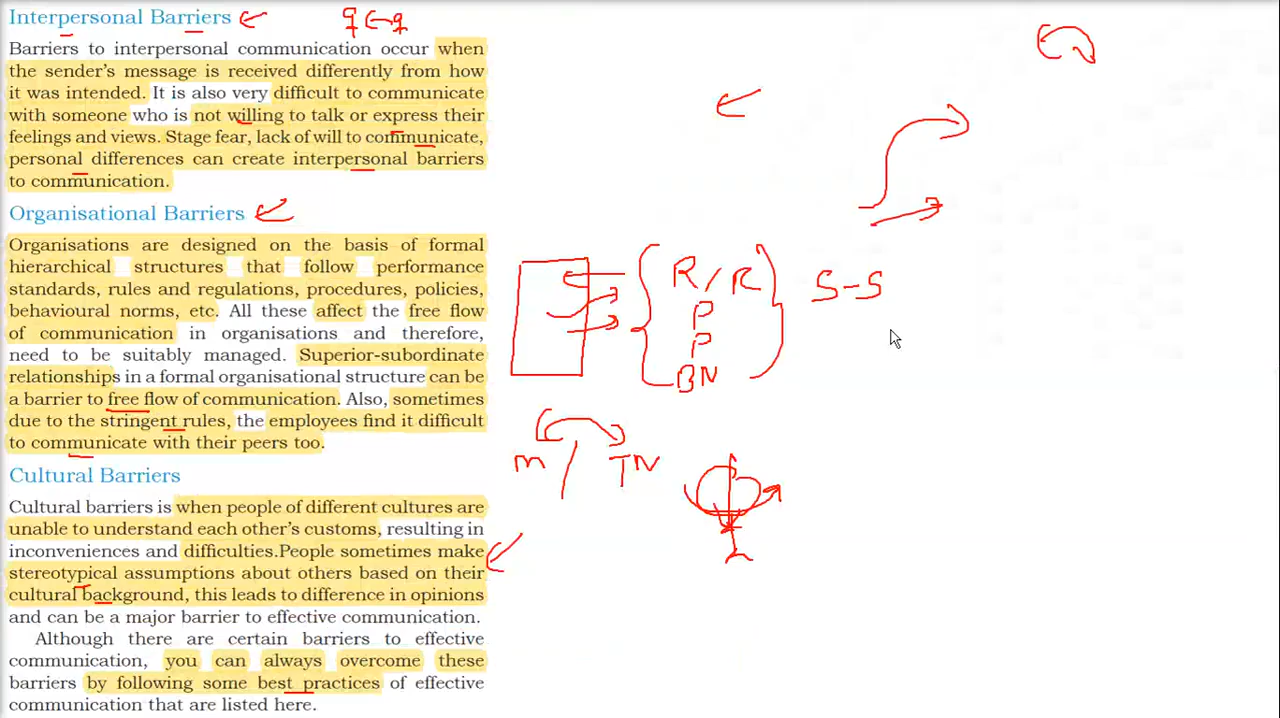 Interpersonal Barriers
Barriers to interpersonal communication occur when
the sender's message is received differently from how
it was intended. It is also very difficult to communicate
with someone who is not willing to talk or express their
feelings and views. Stage fear, lack of will to communicate,
personal differences can create interpersonal barriers
to communication.
Organisational Barriers
Organisations are designed on the basis of formal
hierarchical structures that follow performance
standards, rules and regulations, procedures, policies,
behavioural norms, etc. All these affect the free flow
of communication in organisations and therefore,
need to be suitably managed. Superior-subordinate
relationships in a formal organisational structure can be
a barrier to free flow of communication. Also, sometimes
due to the stringent rules, the employees find it difficult
to communicate with their peers too.
Cultural Barriers
Cultural barriers is when people of different cultures are
unable to understand each other's customs, resulting in
inconveniences and difficulties.People sometimes make
stereotypical assumptions about others based on their
cultural background, this leads to difference in opinions
and can be a major barrier to effective communication.
Although there are certain barriers to effective
communication, you can always overcome these
barriers by following some best practices of effective
communication that are listed here.
R/R
P
P
BN
S-S
M
TN